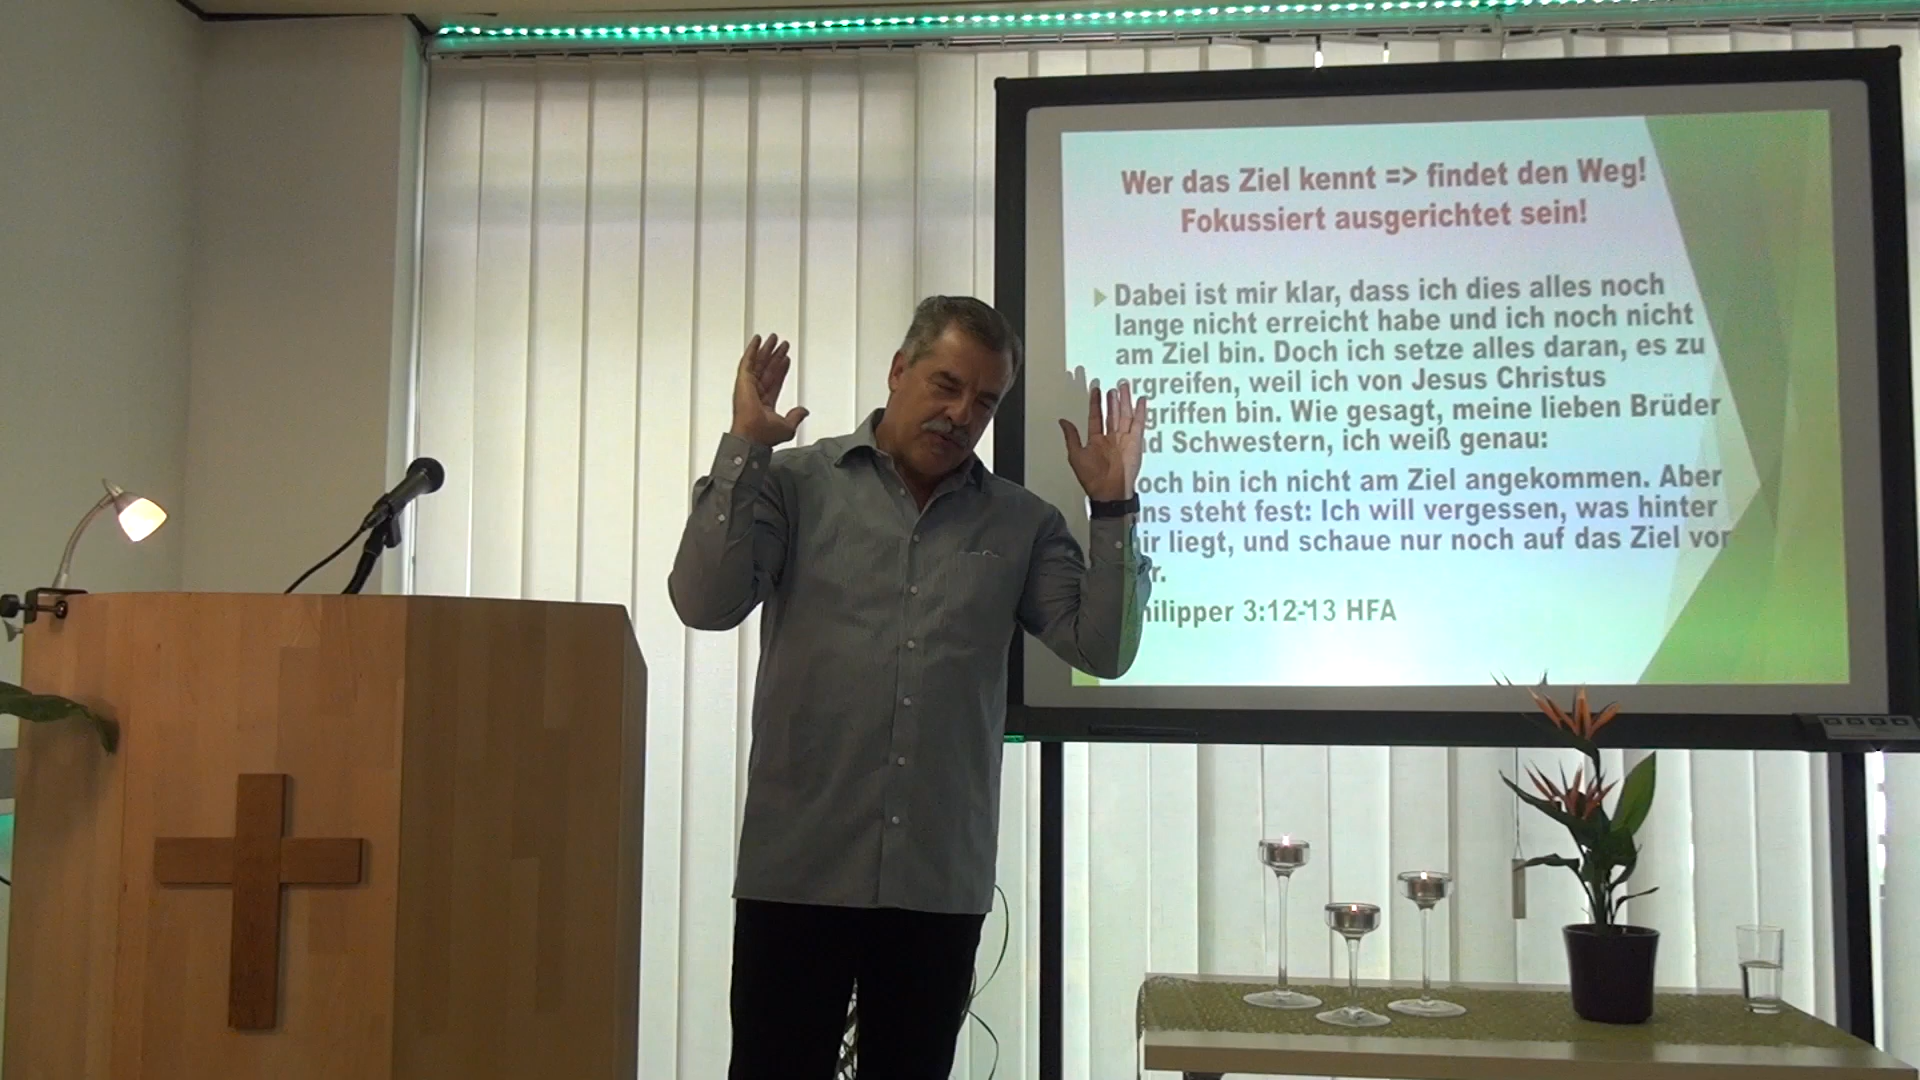 Wer das Ziel kennt => findet den Weg!
Fokussiert ausgerichtet sein!
Dabei ist mir klar, dass ich dies alles noch
lange nicht erreicht habe und ich noch nicht
am Ziel bin. Doch ich setze alles daran, es zu
ergreifen, weil ich von Jesus Christus
griffen bin. Wie gesagt, meine lieben Brüder
d Schwestern, ich weiß genau:
och bin ich nicht am Ziel angekommen. Aber
ns steht fest: Ich will vergessen, was hinter
ir liegt, und schaue nur noch auf das Ziel vor
r.
hilipper 3:12-13 HFA